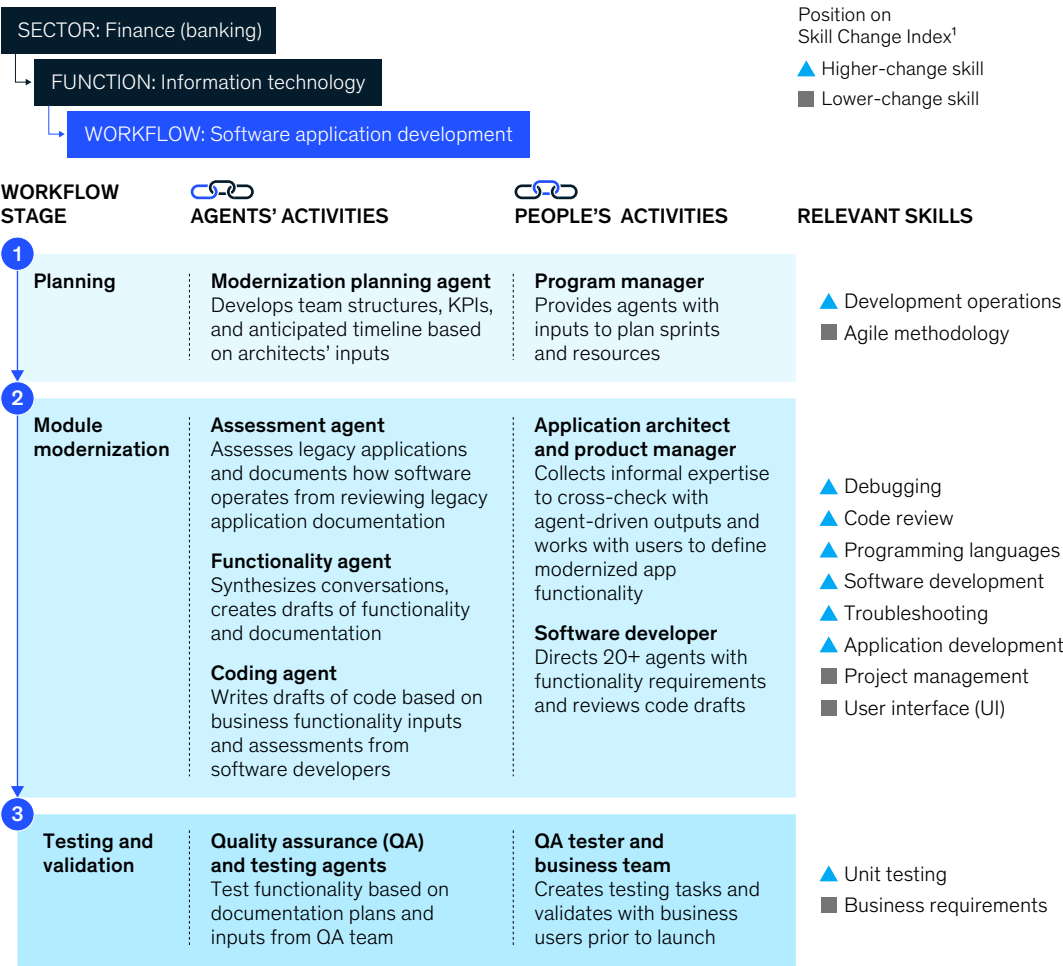 SECTOR: Finance (banking)
FUNCTION: Information technology
WORKFLOW: Software application development
Position on
Skill Change Index¹
Higher-change skill
Lower-change skill
WORKFLOW
STAGE
AGENTS’ ACTIVITIES
PEOPLE’S ACTIVITIES
RELEVANT SKILLS
1
Planning
Modernization planning agent
Develops team structures, KPIs,
and anticipated timeline based
on architects’ inputs
Program manager
Provides agents with
inputs to plan sprints
and resources
Development operations
Agile methodology
2
Module
modernization
Assessment agent
Assesses legacy applications
and documents how software
operates from reviewing legacy
application documentation
Functionality agent
Synthesizes conversations,
creates drafts of functionality
and documentation
Coding agent
Writes drafts of code based on
business functionality inputs
and assessments from
software developers
Application architect
and product manager
Collects informal expertise
to cross-check with
agent-driven outputs and
works with users to define
modernized app
functionality
Software developer
Directs 20+ agents with
functionality requirements
and reviews code drafts
Debugging
Code review
Programming languages
Software development
Troubleshooting
Application development
Project management
User interface (UI)
3
Testing and
validation
Quality assurance (QA)
and testing agents
Test functionality based on
documentation plans and
inputs from QA team
QA tester and
business team
Creates testing tasks and
validates with business
users prior to launch
Unit testing
Business requirements